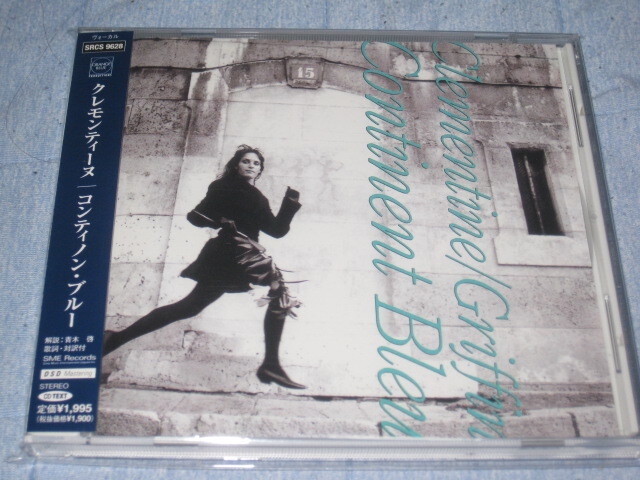 ヴォーカル
SRCS 9628
クレモンティーヌ│コンティノン・ブルー
解説:青木 啓
歌詞・対訳付
SME Records
DSD Mastering
STEREO
CD TEXT
定価¥1,995
(税抜価格¥1,900)
15
Clementine/Griffin
Continent Bleu